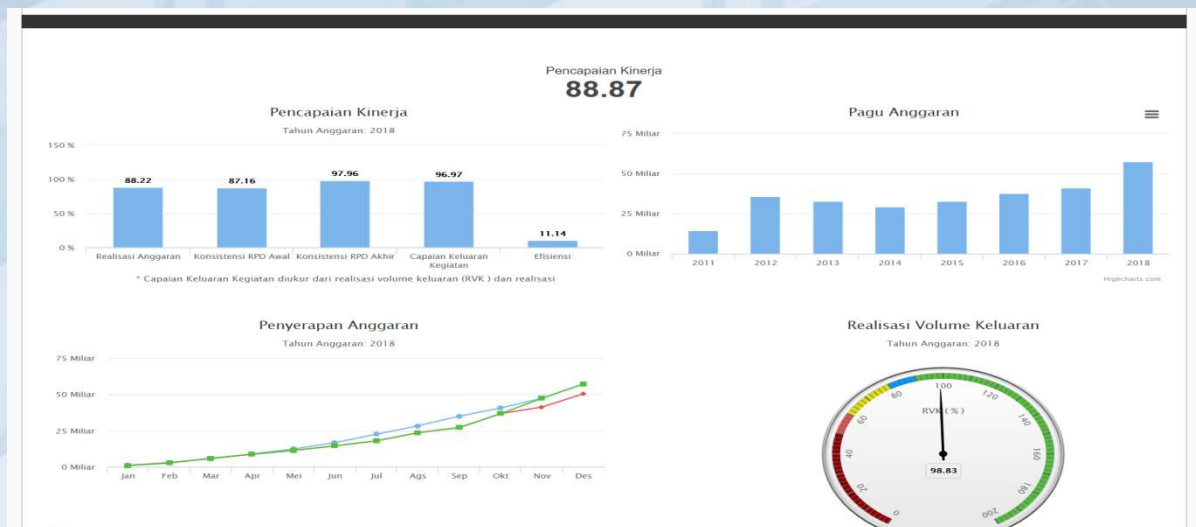 Pencapaian Kinerja
88.87
Pencapaian Kinerja
Tahun Anggaran: 2018
150 %
100 %
50 %
0 %
88.22
87.16
97.96
96.97
11.14
Realisasi Anggaran
Konsistensi RPD Awal
Konsistensi RPD Akhir
Capaian Keluaran
Kegiatan
Efisiensi
* Capaian Keluaran Kegiatan diukur dari realisasi volume keluaran (RVK ) dan realisasi
Pagu Anggaran
75 Miliar
50 Miliar
25 Miliar
0 Miliar
2011 2012 2013 2014 2015 2016 2017 2018
Highcharts.com
Penyerapan Anggaran
Tahun Anggaran: 2018
75 Miliar
50 Miliar
25 Miliar
0 Miliar
Jan Feb Mar Apr Mei Jun Jul Ags Sep Okt Nov Des
Realisasi Volume Keluaran
Tahun Anggaran: 2018
0
20
40
60
80
100
120
140
160
180
200
RVK ( % )
98.83